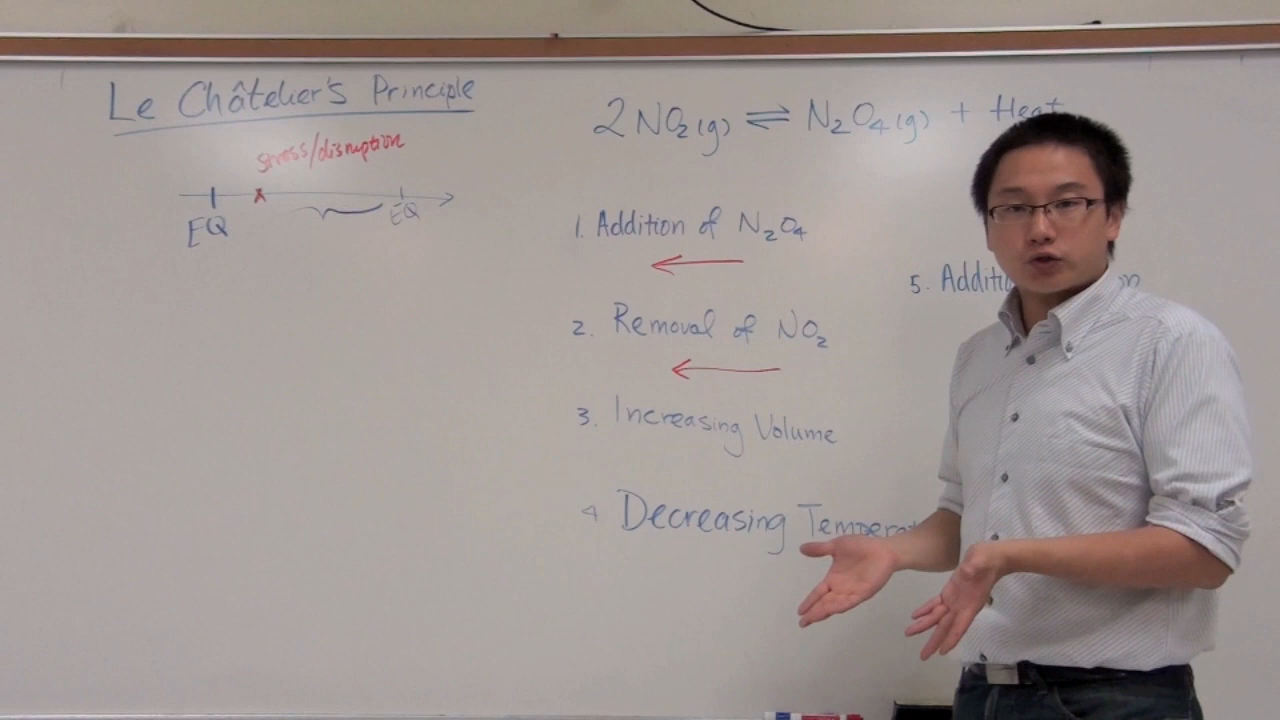 Le Châtelier's Principle
stress/disruption
EQ
EQ
2NO₂(g) ⇌ N₂O₄(g) + Heat
1. Addition of N₂O₄
←
2. Removal of NO₂
←
3. Increasing Volume
4 Decreasing
5.